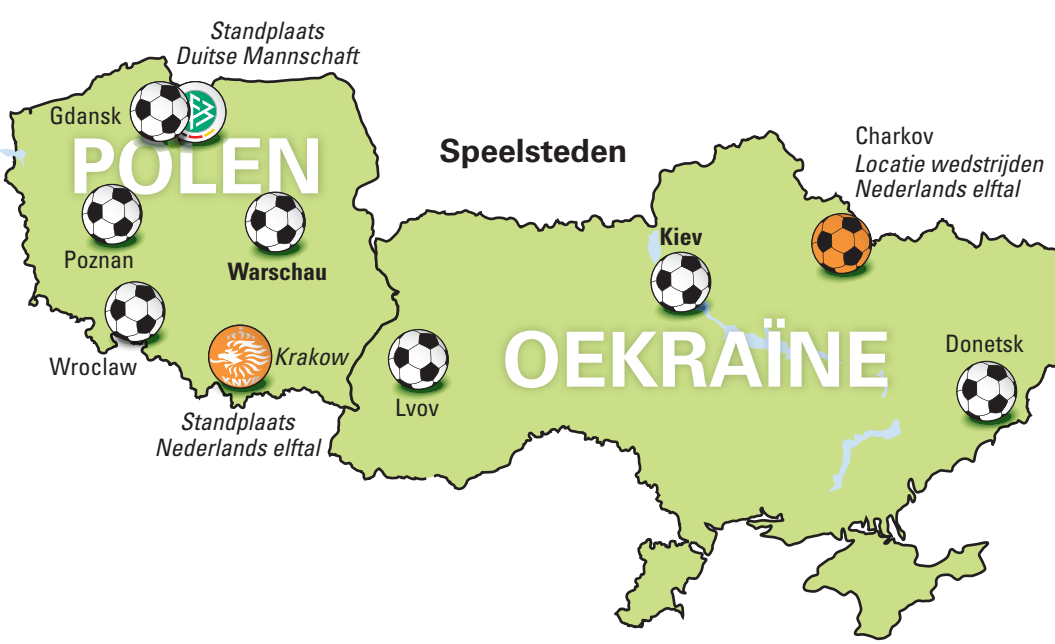 Standplaats
Duitse Mannschaft
Gdansk
POLEN
Speelsteden
Charkov
Locatie wedstrijden
Nederlands elftal
Poznan
Warschau
Kiev
Wroclaw
Krakow
KNVB
OEKRAÏNE
Donetsk
Lvov
Standplaats
Nederlands elftal